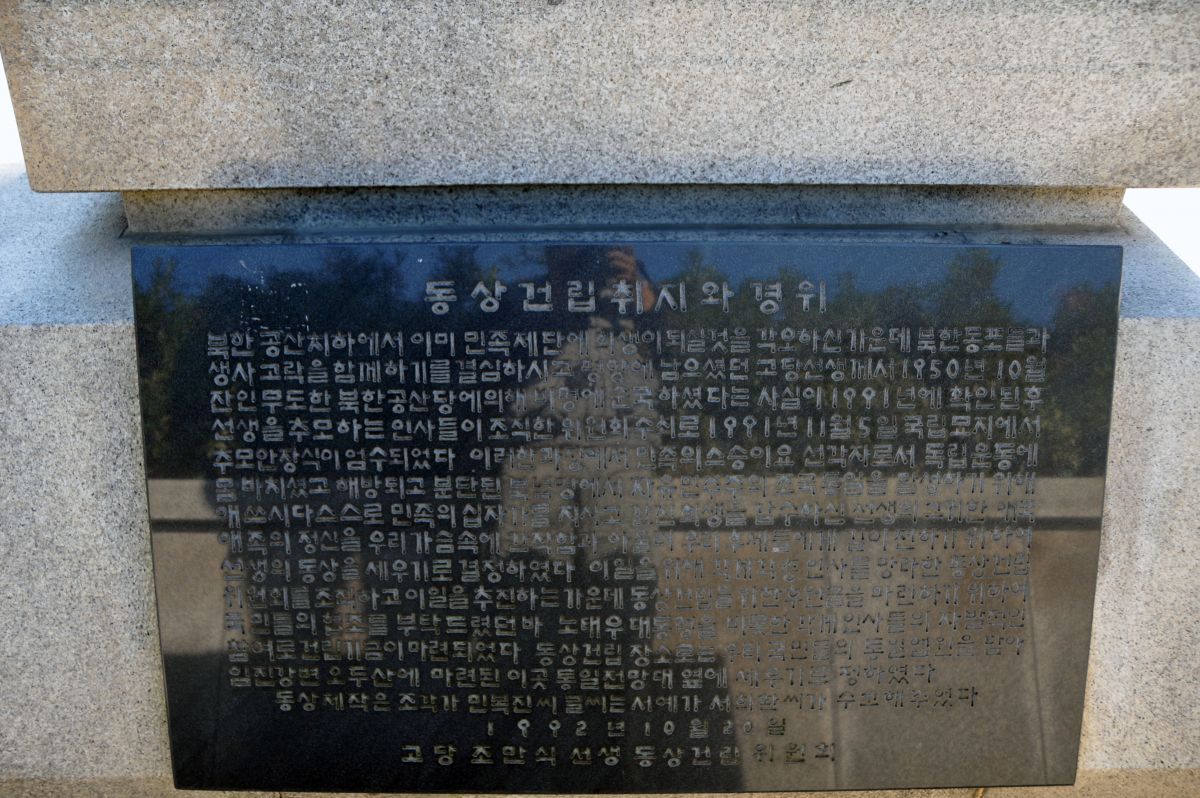 동상건립취지와경위
북한 공산치하에서 이미 민족제단에 희생이 되실것을 각오하신가운데 북한동포들과
생사고락을 함께하기를 결심하시고 평양에 남으셨던 고당선생께서 1950년 10월
잔인무도한 북한공산당에의해 비명에 운국하셨다는 사실이 1991년에 확인된후
선생을 추모하는 인사들이 조직한 위원회주최로 1991년 11월 5일 국립묘지에서
추모안장식이 엄수되었다 이러한과정에서 민족의스승이요 선각자로서 독립운동에
몸바치셨고 해방되고 분단된 북녘땅에서 자유민주주의 조국통일을 달성하기 위해
애쓰시다스스로 민족의십자가를 지시고 살신희생을 감수하신 선생의 고귀한 애국
애족의 정신을 우리가슴속에 간직함과 아울러 우리 후세들에게 길이전하기 위하여
선생의 동상을 세우기로 결정하였다 이일을위해 각계각층 인사를 망라한 동상건립
위원회를조직하고이일을추진하는가운데 동상건립을 위한후원금을 마련하기 위하여
국민들의 협조를 부탁드렸던바 노태우대통령을 비롯한각계인사들의 자발적인
참여로건립기금이마련되었다 동상건립 장소로는 우리국민들의 통일염원을 담아
임진강변 오두산에 마련된 이곳 통일전망대 옆에 세우기로 정하였다
동상제작은 조각가 민복진씨 글씨는 서예가 서희환씨가 수고해주었다
1992년 10월 20일
고당 조만식 선생 동상건립 위원회